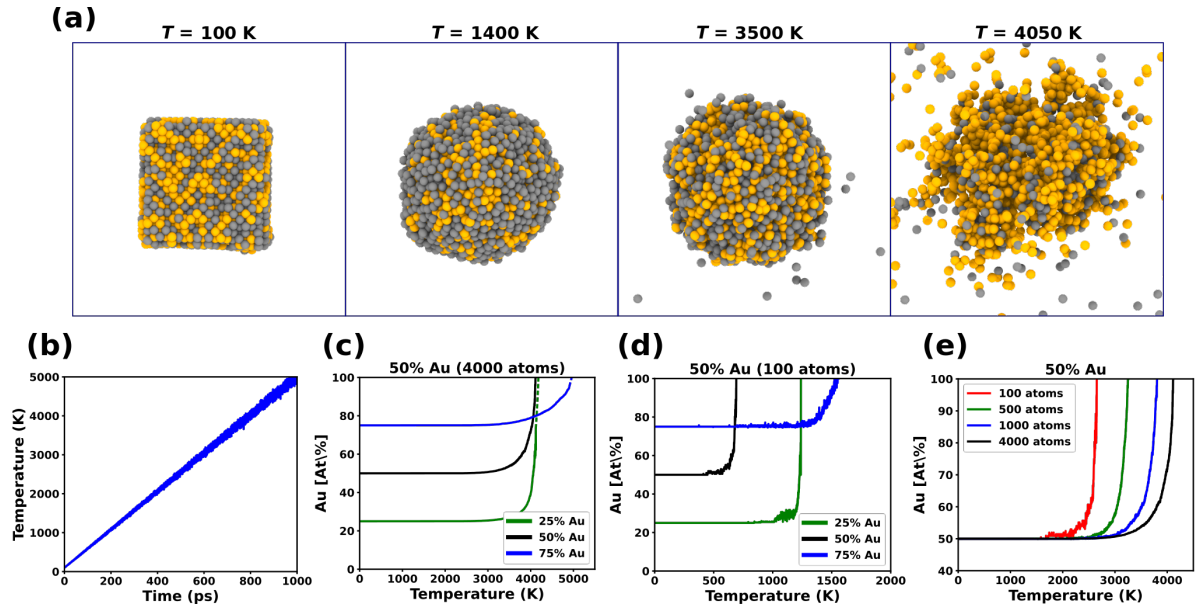 (a)
T = 100 K
T = 1400 K
T = 3500 K
T = 4050 K
(b)
5000
4000
3000
2000
1000
0
Temperature (K)
0 200 400 600 800 1000
Time (ps)
(c)
50% Au (4000 atoms)
100
80
60
40
20
0
Au [At\%]
25% Au
50% Au
75% Au
0 1000 2000 3000 4000 5000
Temperature (K)
(d)
50% Au (100 atoms)
100
80
60
40
20
0
Au [At\%]
25% Au
50% Au
75% Au
0 500 1000 1500 2000
Temperature (K)
(e)
50% Au
100
90
80
70
60
50
40
Au [At\%]
100 atoms
500 atoms
1000 atoms
4000 atoms
0 1000 2000 3000 4000
Temperature (K)